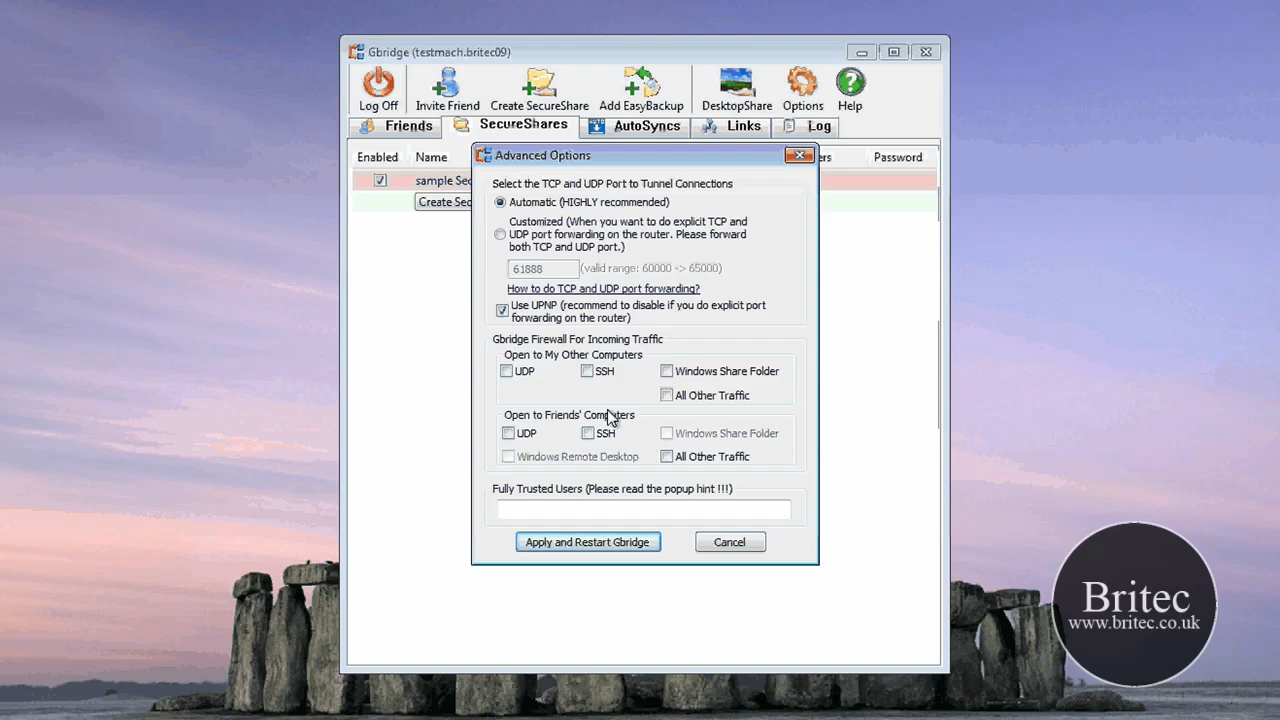 Gbridge (testmach.britec09)
Log Off Invite Friend Create SecureShare Add EasyBackup DesktopShare Options Help
Friends SecureShares AutoSyncs Links Log
Enabled Name ers Password
sample Sec
Create Sec
Advanced Options
Select the TCP and UDP Port to Tunnel Connections
Automatic (HIGHLY recommended)
Customized (When you want to do explicit TCP and
UDP port forwarding on the router. Please forward
both TCP and UDP port.)
61888 (valid range: 60000 -> 65000)
How to do TCP and UDP port forwarding?
Use UPNP (recommend to disable if you do explicit port
forwarding on the router)
Gbridge Firewall For Incoming Traffic
Open to My Other Computers
UDP SSH Windows Share Folder
All Other Traffic
Open to Friends' Computers
UDP SSH Windows Share Folder
Windows Remote Desktop All Other Traffic
Fully Trusted Users (Please read the popup hint !!!)
Apply and Restart Gbridge Cancel
Britec
www.britec.co.uk